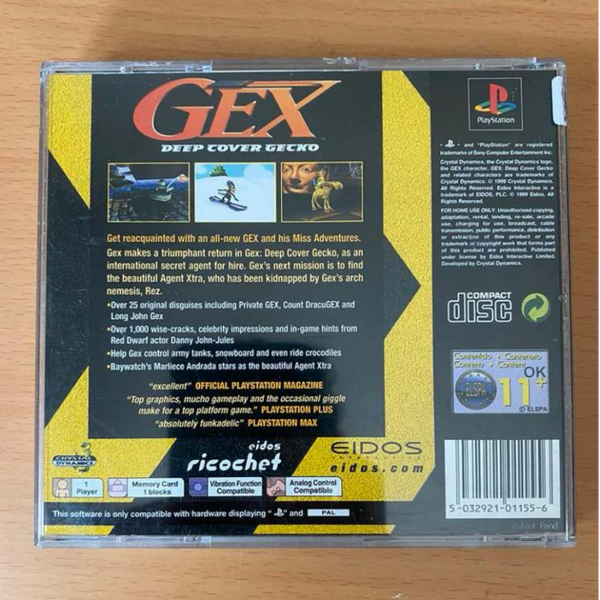 GEX
DEEP COVER GECKO
Get reacquainted with an all-new GEX and his Miss Adventures.
Gex makes a triumphant return in Gex: Deep Cover Gecko, as an
international secret agent for hire. Gex's next mission is to find
the beautiful Agent Xtra, who has been kidnapped by Gex's arch
nemesis, Rez.
•Over 25 original disguises including Private GEX, Count DracuGEX and
Long John Gex
•Over 1,000 wise-cracks, celebrity impressions and in-game hints from
Red Dwarf actor Danny John-Jules
•Help Gex control army tanks, snowboard and even ride crocodiles
•Baywatch's Marliece Andrada stars as the beautiful Agent Xtra
"excellent" OFFICIAL PLAYSTATION MAGAZINE
"Top graphics, mucho gameplay and the occasional giggle
make for a top platform game." PLAYSTATION PLUS
"absolutely funkadelic" PLAYSTATION MAX
CRYSTAL
DYNAMICS
eidos
ricochet
EIDOS
INTERACTIVE
eidos.com
1
Player
Memory Card
1 blocks
Vibration Function
Compatible
Analog Control
Compatible
This software is only compatible with hardware displaying " " and PAL
PlayStation
" " and "PlayStation" are registered
trademarks of Sony Computer Entertainment Inc.
Crystal Dynamics, the Crystal Dynamics logo,
the GEX character, GEX: Deep Cover Gecko
and related characters are trademarks of
Crystal Dynamics. © 1999 Crystal Dynamics.
All Rights Reserved. Eidos Interactive is a
trademark of EIDOS, PLC. © 1999 Eidos. All
Rights Reserved.
FOR HOME USE ONLY. Unauthorised copying,
adaptation, rental, lending, re-sale, arcade
use, charging for use, broadcast, cable
transmission, public performance, distribution
or extraction of this product or any
trademark or copyright work that forms part
of this product are prohibited. Published
under license by Eidos Interactive Limited.
Developed by Crystal Dynamics.
COMPACT
disc
Contenido • Contenuto
Contenu • Content
ELSPA
OK
11+
© ELSPA
5-032921-01155-6